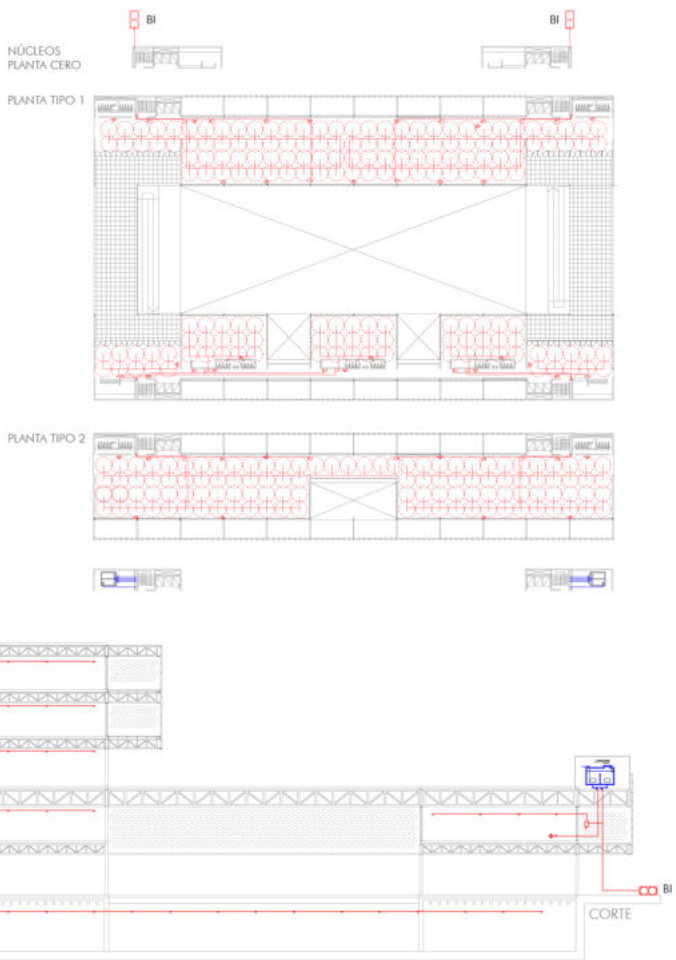 BI
BI
NÚCLEOS
PLANTA CERO
PLANTA TIPO 1
PLANTA TIPO 2
BI
CORTE